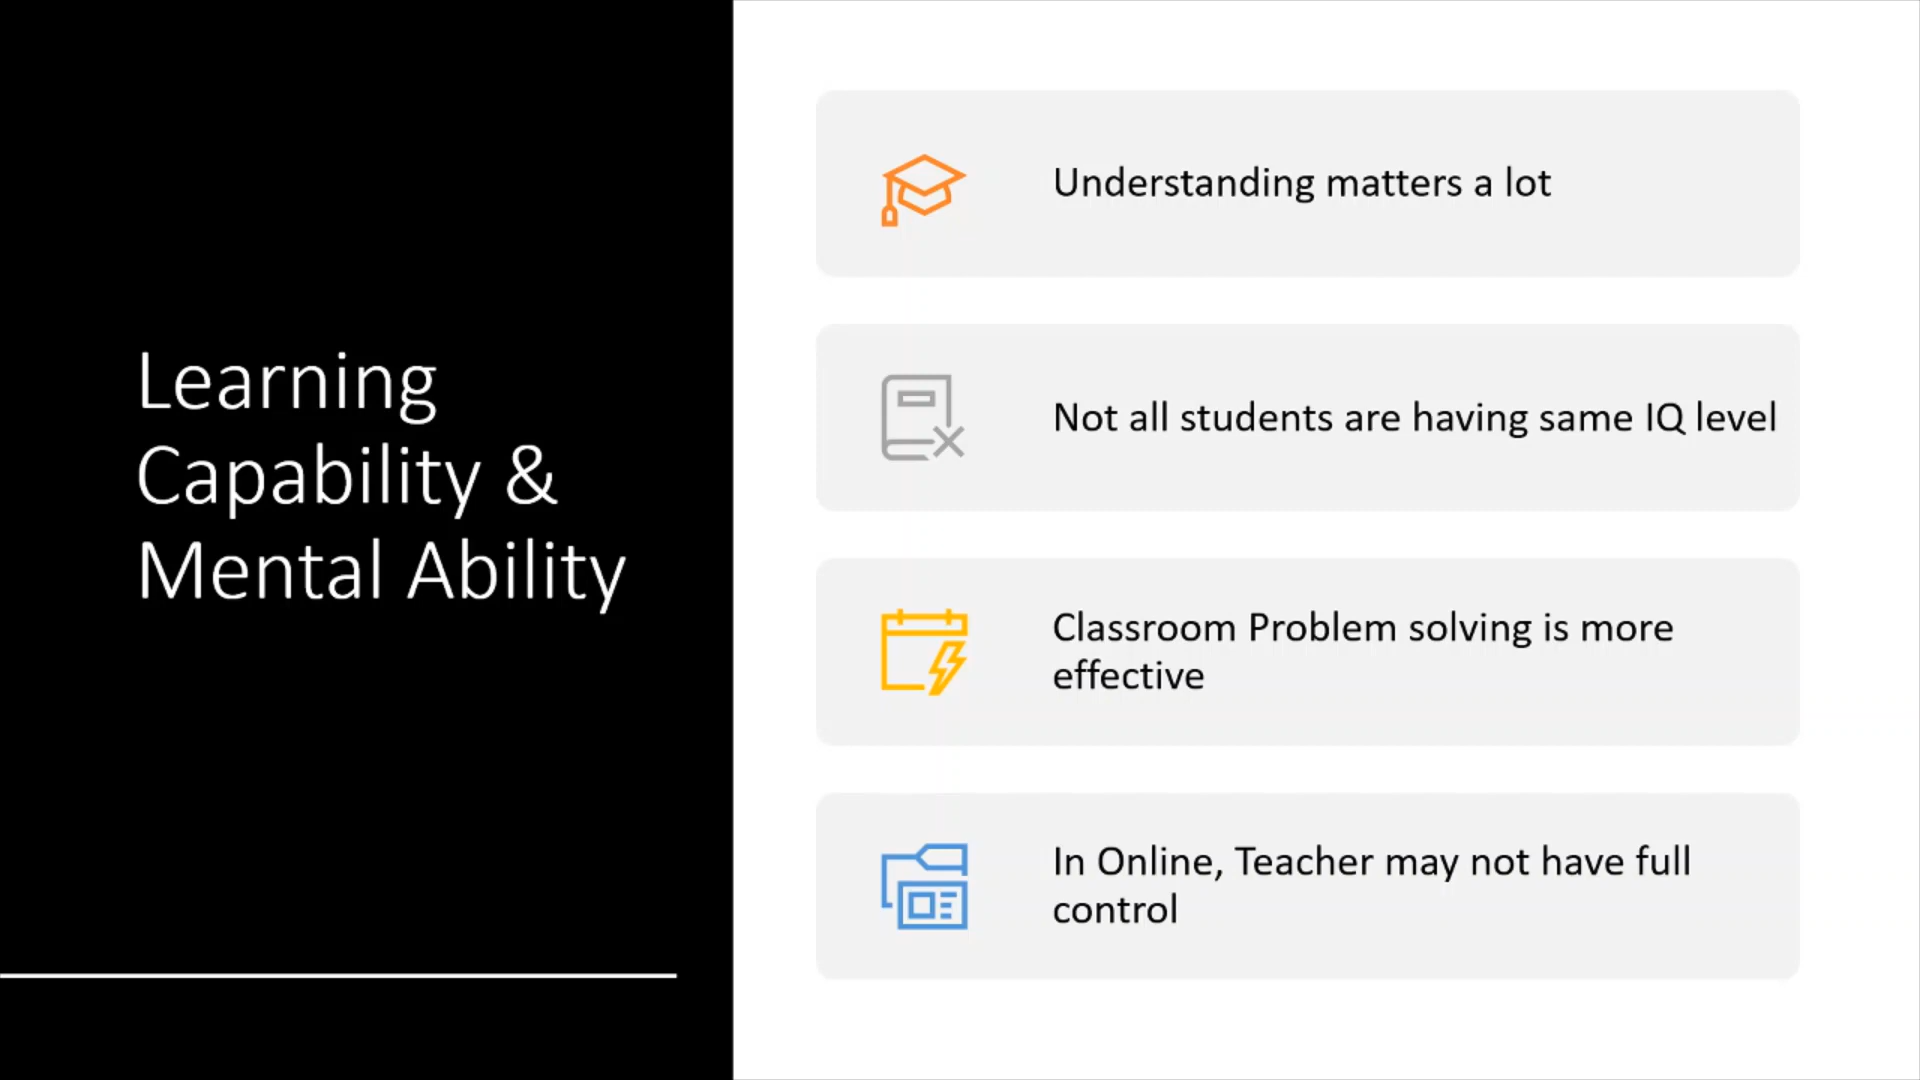 Learning
Capability &
Mental Ability
Understanding matters a lot
Not all students are having same IQ level
Classroom Problem solving is more
effective
In Online, Teacher may not have full
control